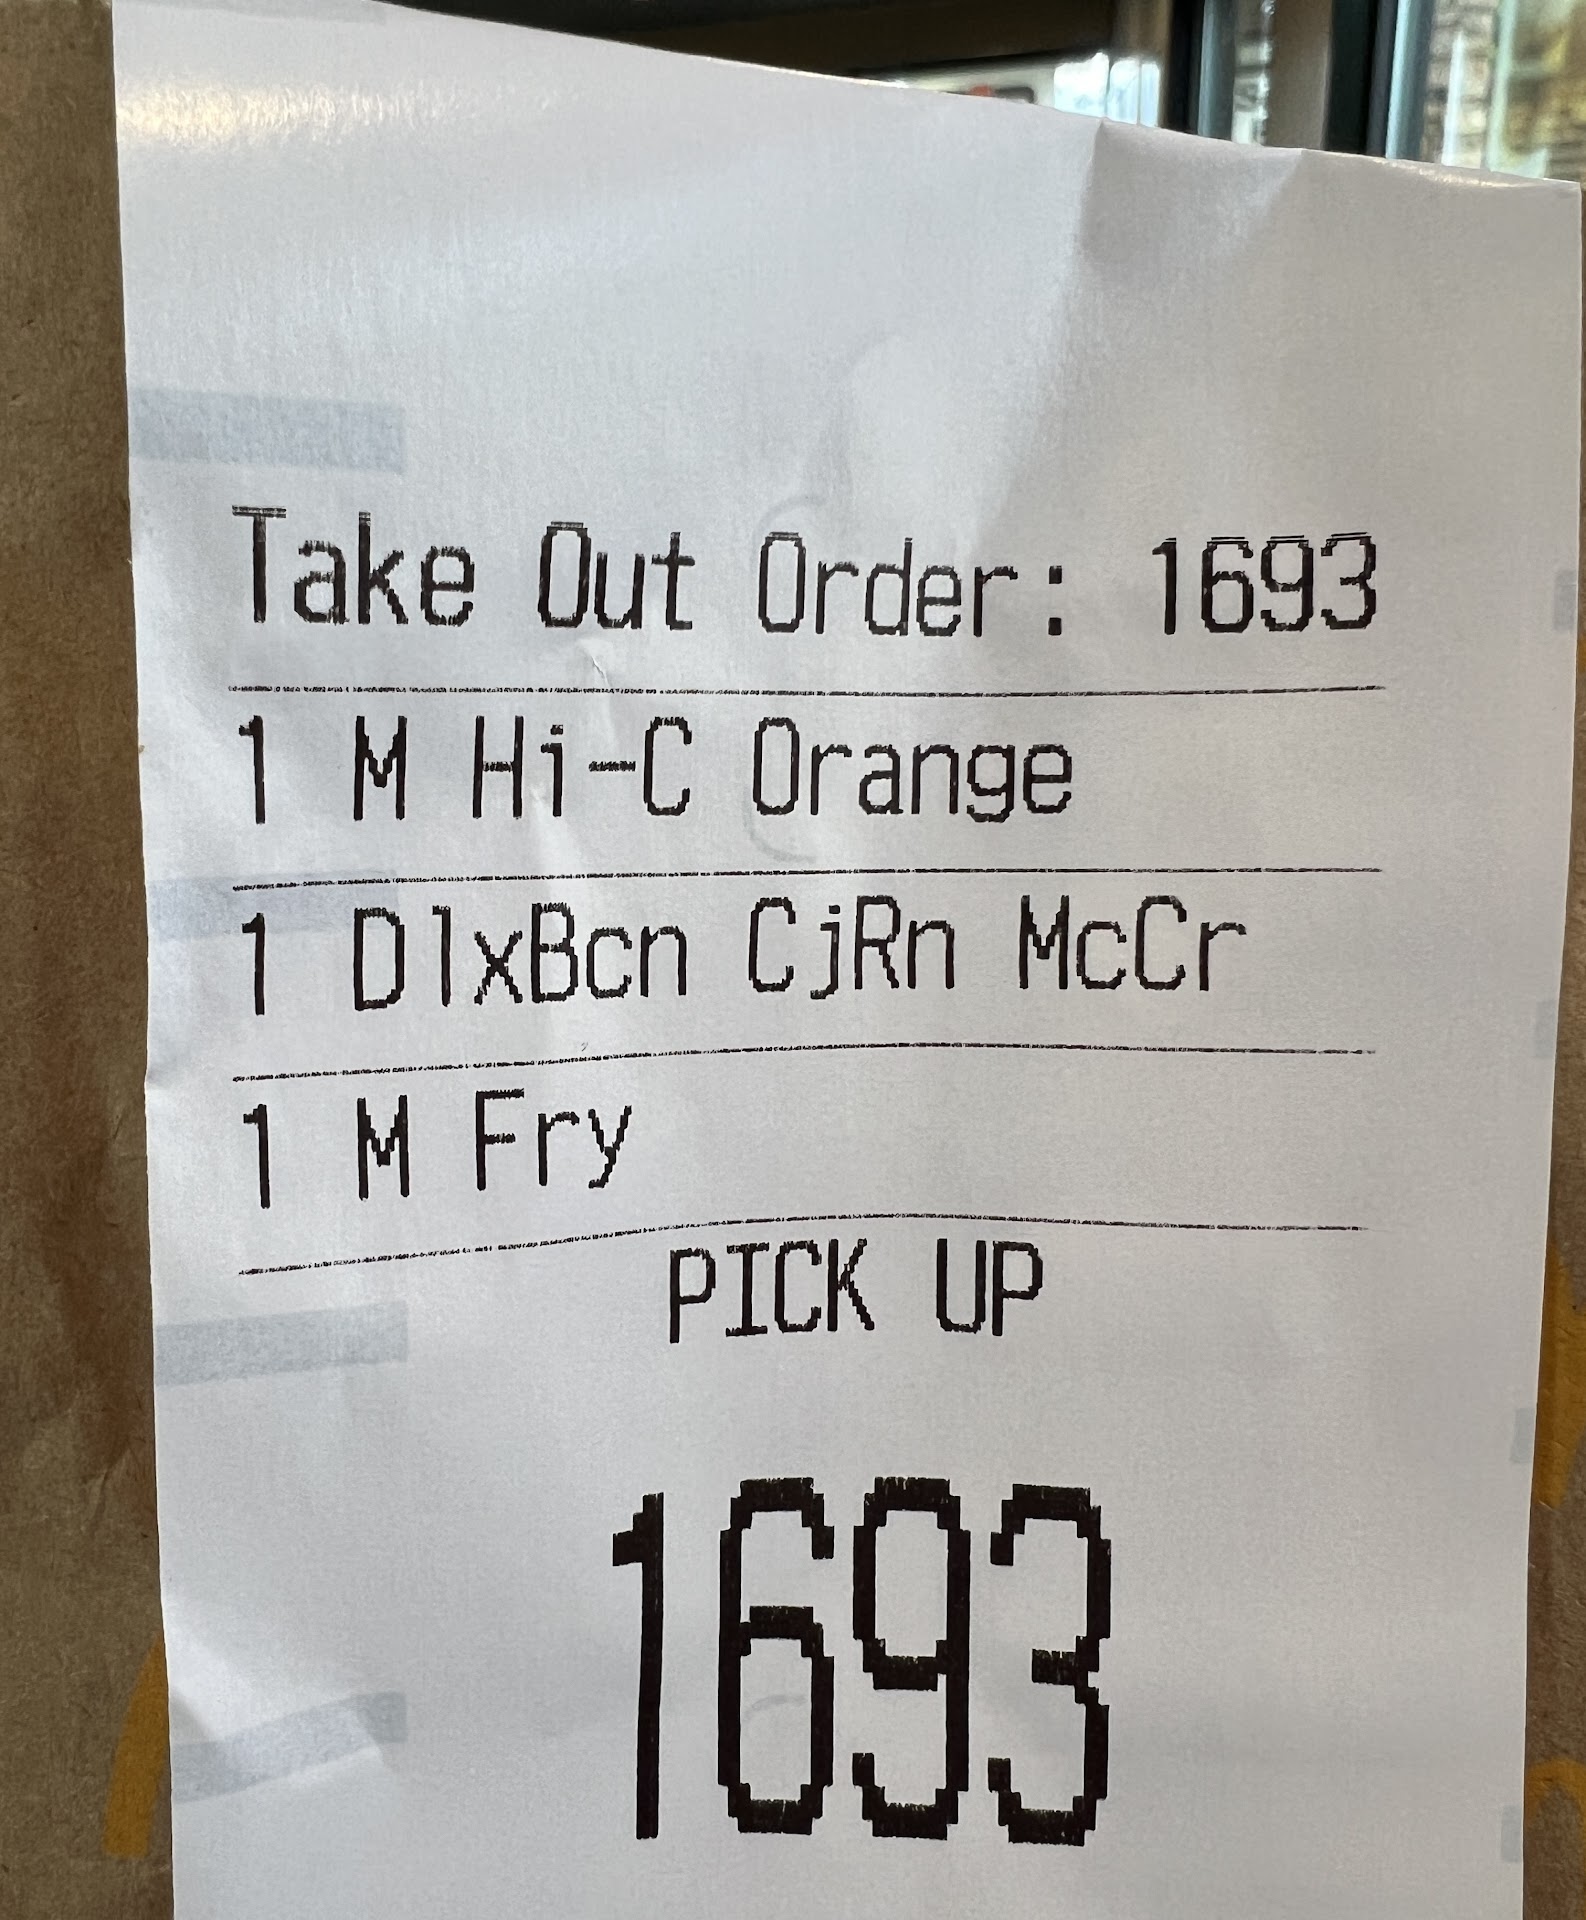 Take Out Order: 1693
1 M Hi-C Orange
1 DlxBcn CjRn McCr
1 M Fry
PICK UP
1693